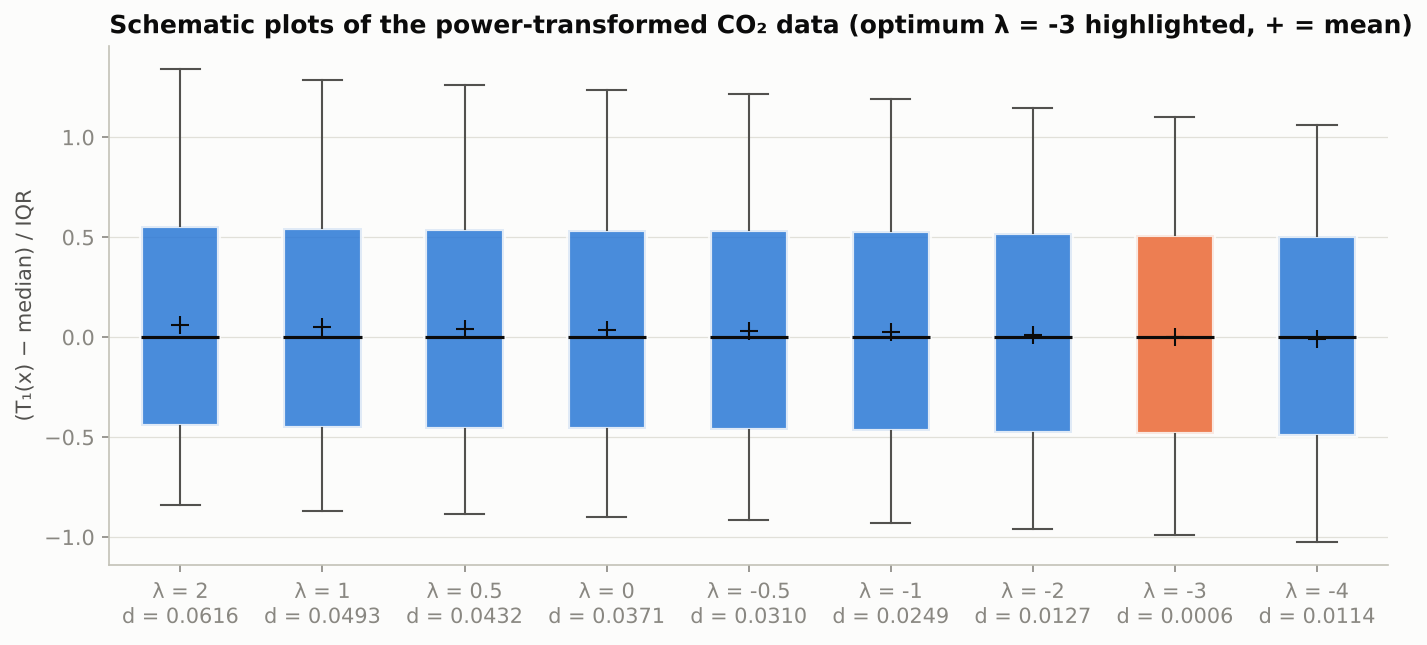 Schematic plots of the power-transformed CO₂ data (optimum λ = -3 highlighted, + = mean)
(T₁(x) − median) / IQR
1.0
0.5
0.0
−0.5
−1.0
λ = 2 λ = 1 λ = 0.5 λ = 0 λ = -0.5 λ = -1 λ = -2 λ = -3 λ = -4
d = 0.0616 d = 0.0493 d = 0.0432 d = 0.0371 d = 0.0310 d = 0.0249 d = 0.0127 d = 0.0006 d = 0.0114